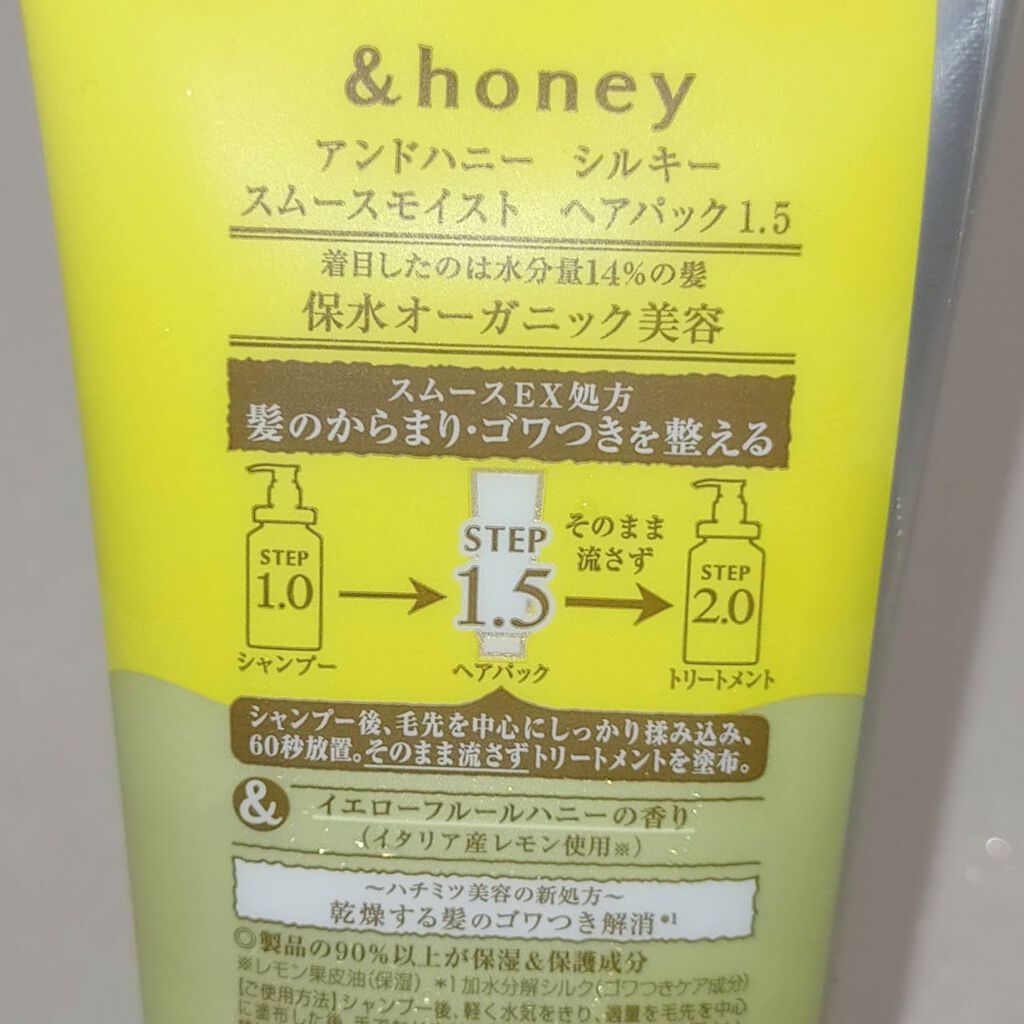 &honey
アンドハニー シルキー
スムースモイスト ヘアパック1.5
着目したのは水分量14%の髪
保水オーガニック美容
スムースEX処方
髪のからまり・ゴワつきを整える
STEP
1.0
シャンプー
STEP
1.5
ヘアパック
そのまま
流さず
STEP
2.0
トリートメント
シャンプー後、毛先を中心にしっかり揉み込み、
60秒放置。そのまま流さずトリートメントを塗布。
& イエローフルールハニーの香り
(イタリア産レモン使用※)
～ハチミツ美容の新処方～
乾燥する髪のゴワつき解消*1
◎製品の90%以上が保湿&保護成分
※レモン果皮油(保湿) *1加水分解シルク(ゴワつきケア成分)
【ご使用方法】シャンプー後、軽く水気をきり、適量を毛先を中心
に塗布した後、手で